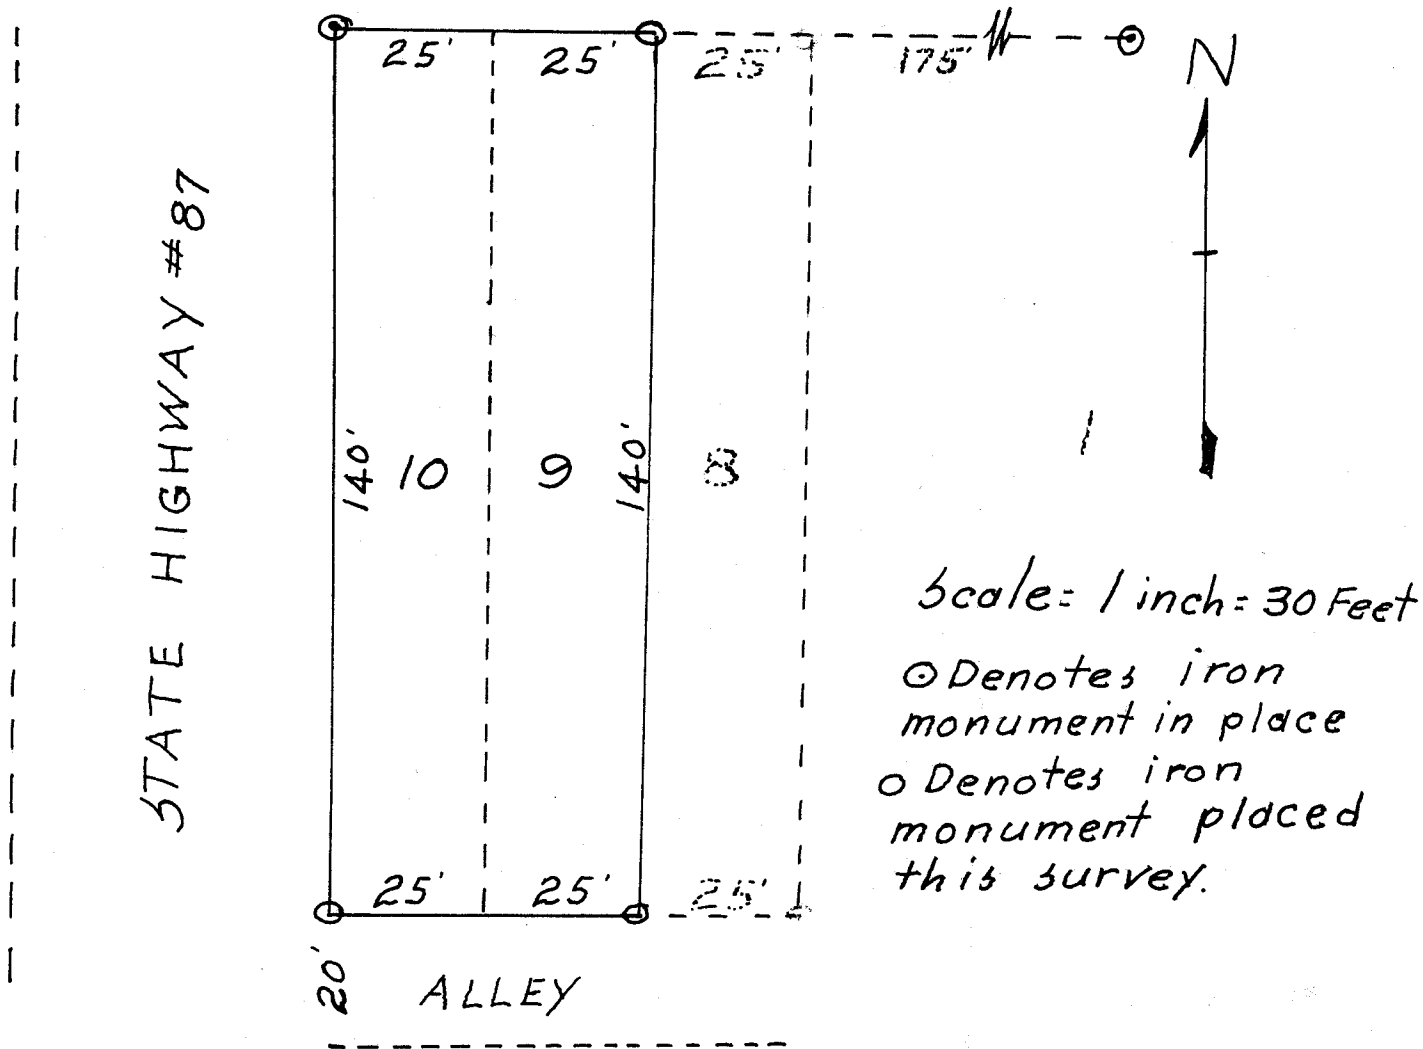 25' 25' 25' 175'
N
STATE HIGHWAY #87
140' 10 9 140' 8
1
Scale= 1 inch= 30 Feet
⊙ Denotes iron
monument in place
o Denotes iron
monument placed
this survey.
25' 25' 25'
20' ALLEY